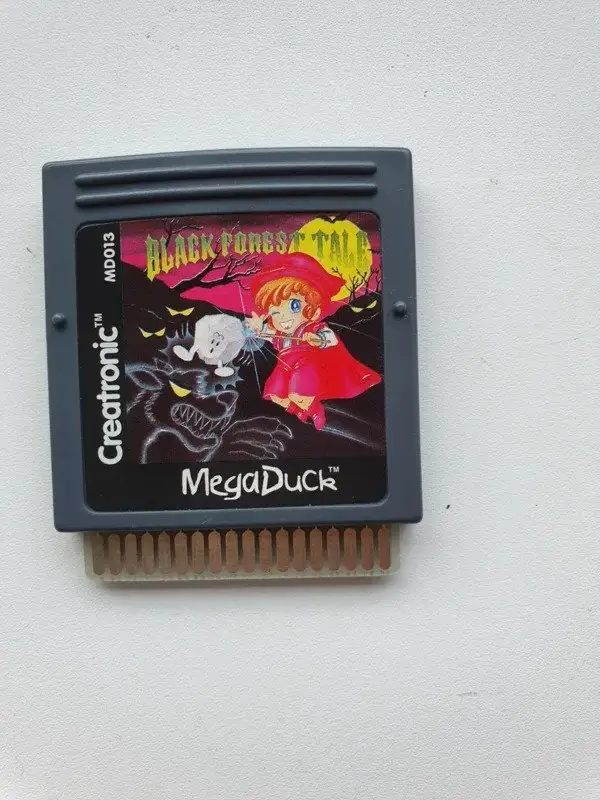 BLACK FOREST TALE
MD013
Creatronic™
MegaDuck™